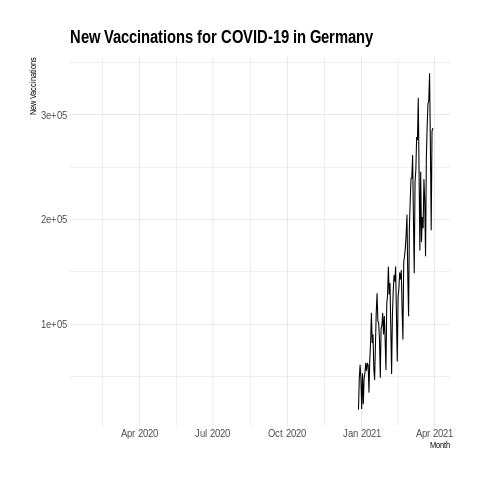 New Vaccinations for COVID-19 in Germany
New Vaccinations
3e+05
2e+05
1e+05
Apr 2020 Jul 2020 Oct 2020 Jan 2021 Apr 2021
Month